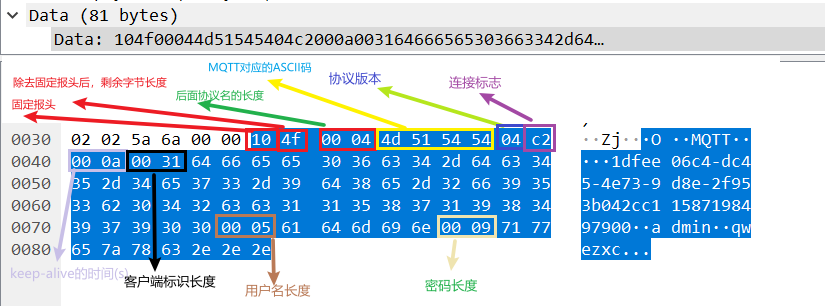 Data (81 bytes)
Data: 104f00044d51545404c2000a00316466656530366334​2d64…
MQTT对应的ASCII码
除去固定报头后，剩余字节长度
协议版本
后面协议名的长度
连接标志
固定报头
0030 02 02 5a 6a 00 00 10 4f 00 04 4d 51 54 54 04 c2 ··Zj···O ··MQTT··
0040 00 0a 00 31 64 66 65 65 30 36 63 34 2d 64 63 34 ···1dfee 06c4-dc4
0050 35 2d 34 65 37 33 2d 39 64 38 65 2d 32 66 39 35 5-4e73-9 d8e-2f95
0060 33 62 30 34 32 63 63 31 31 35 38 37 31 39 38 34 3b042cc1 15871984
0070 39 37 39 30 30 00 05 61 64 6d 69 6e 00 09 71 77 97900··a dmin··qw
0080 65 7a 78 63 2e 2e 2e ezxc...
keep-alive的时间(s)
客户端标识长度
用户名长度
密码长度